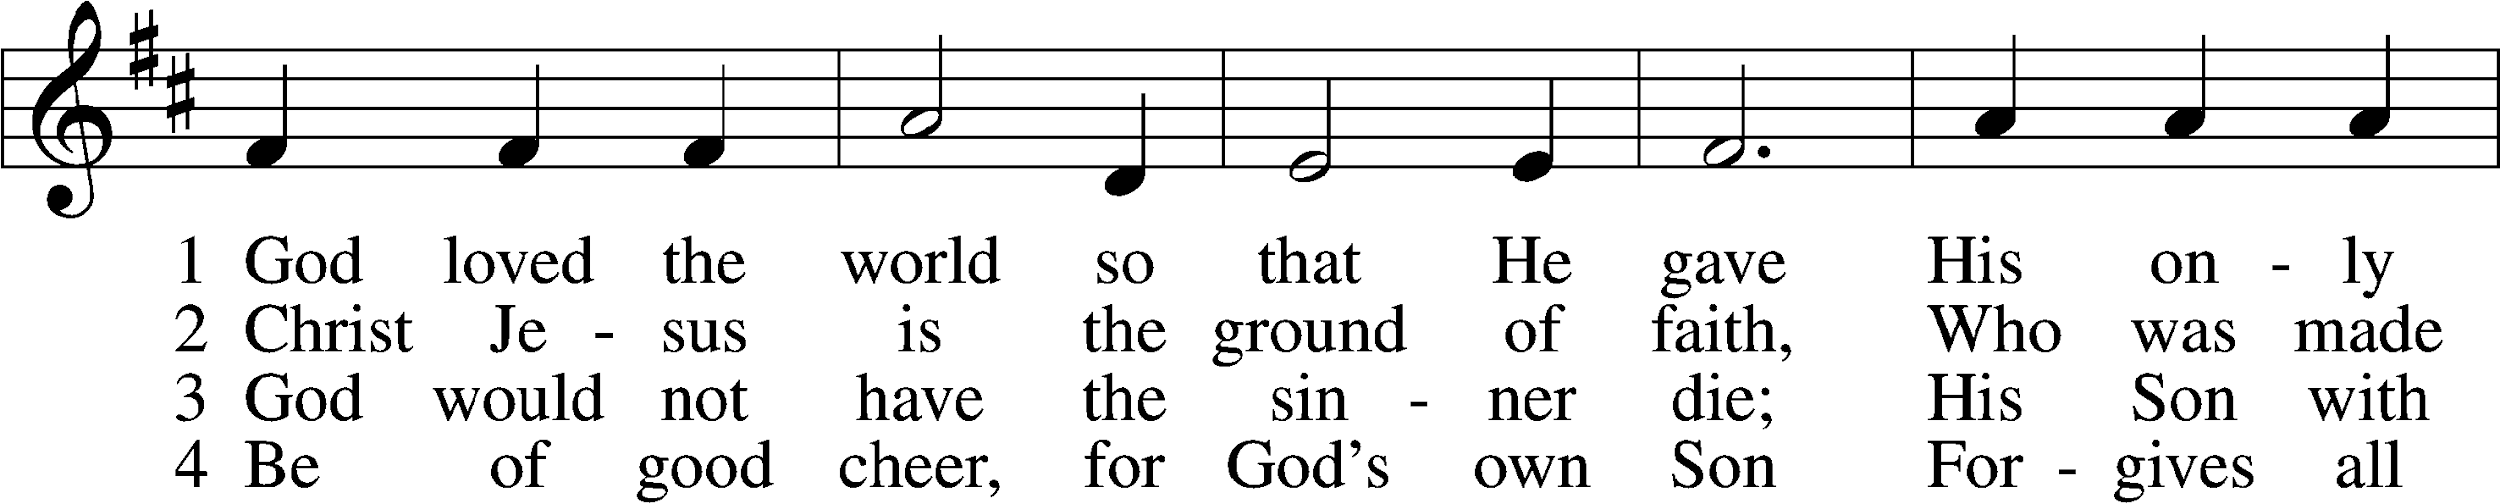 1 God loved the world so that He gave His on - ly
2 Christ Je - sus is the ground of faith, Who was made
3 God would not have the sin - ner die; His Son with
4 Be of good cheer, for God's own Son For - gives all